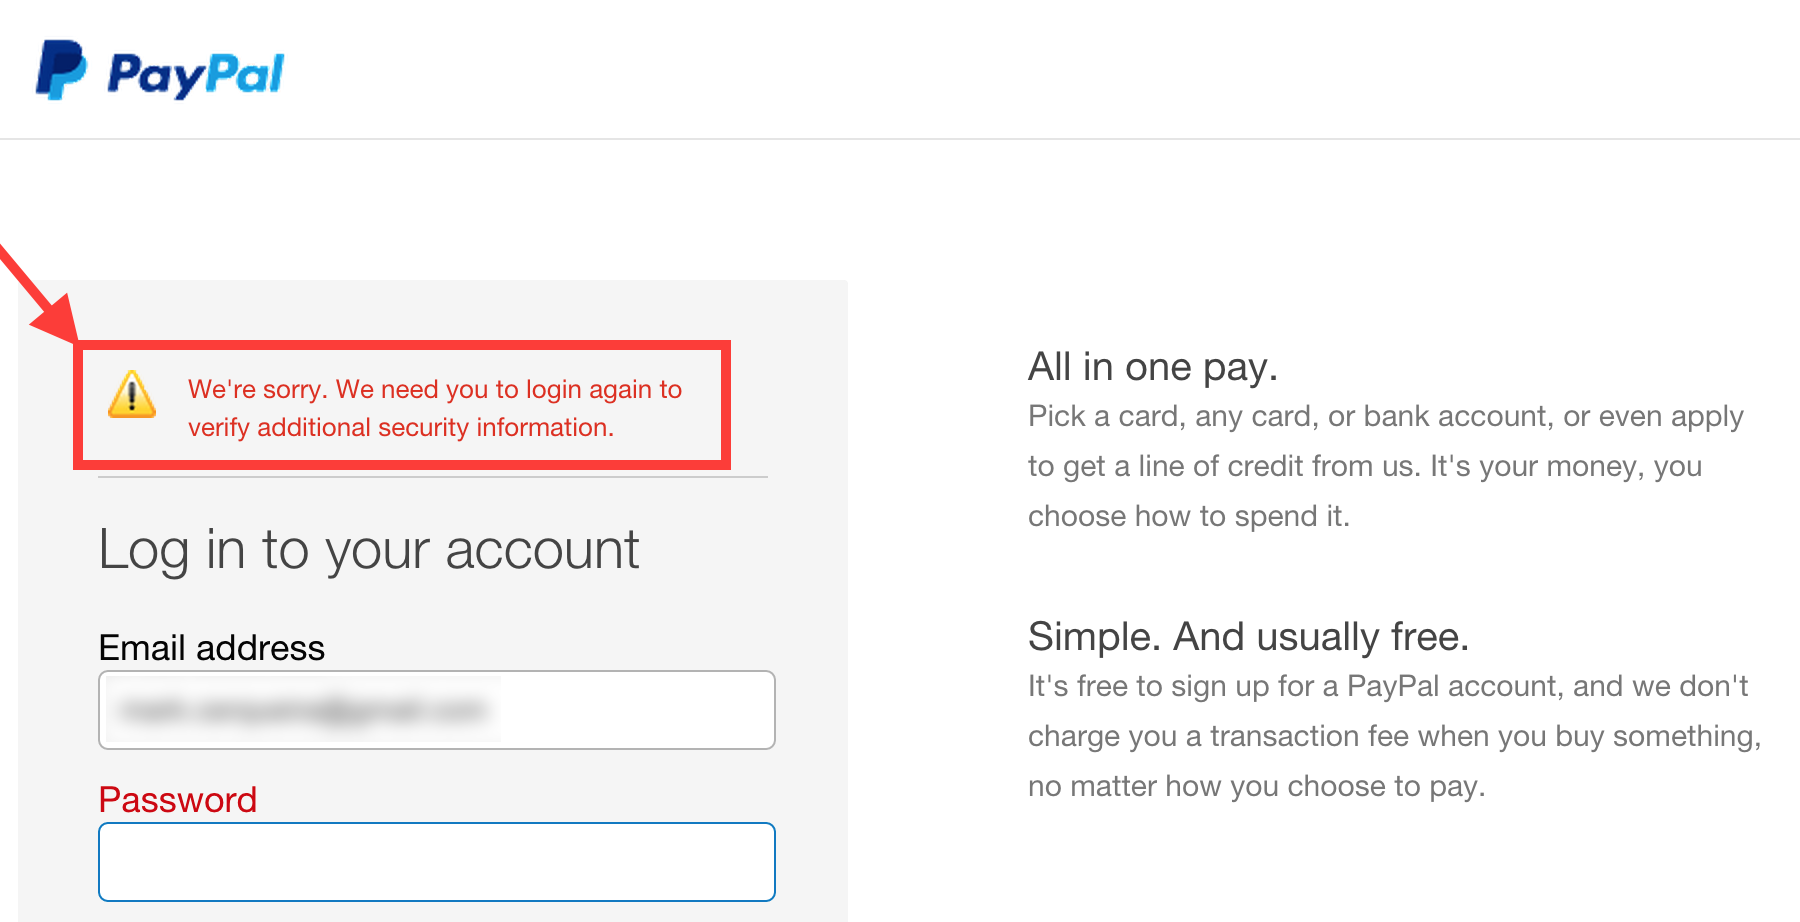 PayPal
We're sorry. We need you to login again to
verify additional security information.
Log in to your account
Email address
Password
All in one pay.
Pick a card, any card, or bank account, or even apply
to get a line of credit from us. It's your money, you
choose how to spend it.
Simple. And usually free.
It's free to sign up for a PayPal account, and we don't
charge you a transaction fee when you buy something,
no matter how you choose to pay.